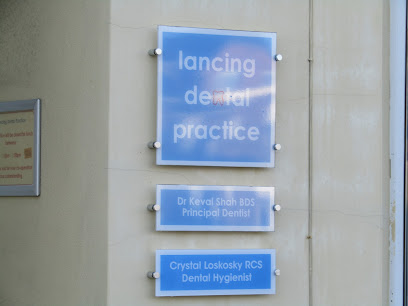 lancing
dental
practice
Dr Keval Shah BDS
Principal Dentist
Crystal Loskosky RCS
Dental Hygienist